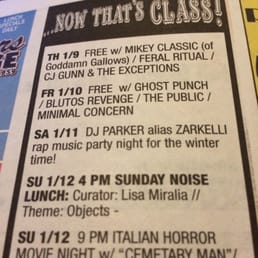 LUNCH
SPECIALS
DAILY
...NOW THAT'S CLASS!
TH 1/9 FREE w/ MIKEY CLASSIC (of
Goddamn Gallows) / FERAL RITUAL /
CJ GUNN & THE EXCEPTIONS
FR 1/10 FREE w/ GHOST PUNCH
/ BLUTOS REVENGE / THE PUBLIC /
MINIMAL CONCERN
SA 1/11 DJ PARKER alias ZARKELLI
rap music party night for the winter
time!
SU 1/12 4 PM SUNDAY NOISE
LUNCH: Curator: Lisa Miralia //
Theme: Objects -
SU 1/12 9 PM ITALIAN HORROR
MOVIE NIGHT w/ "CEMETARY MAN"/